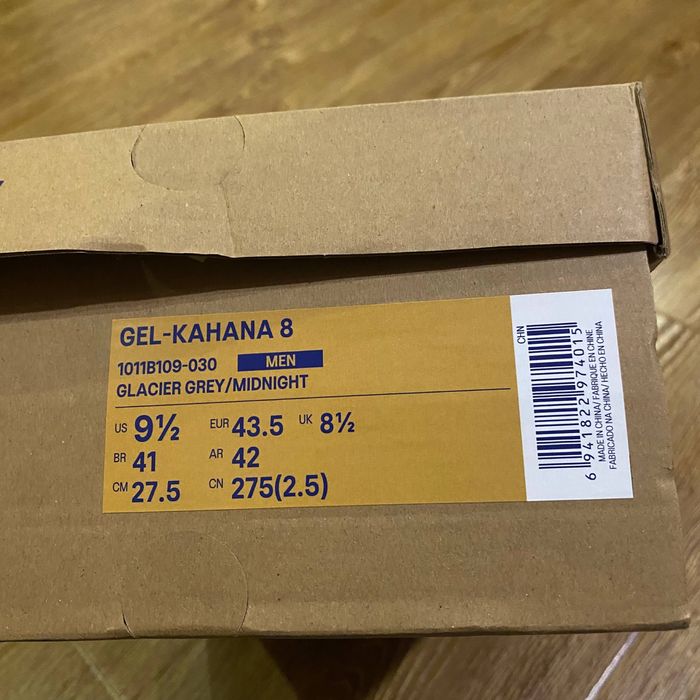 GEL-KAHANA 8
1011B109-030 MEN
GLACIER GREY/MIDNIGHT
US 9½ EUR 43.5 UK 8½
BR 41 AR 42
CM 27.5 CN 275(2.5)
CHN
6 941822 974015
MADE IN CHINA/ FABRIQUE EN CHINE
FABRICADO NA CHINA/ HECHO EN CHINA